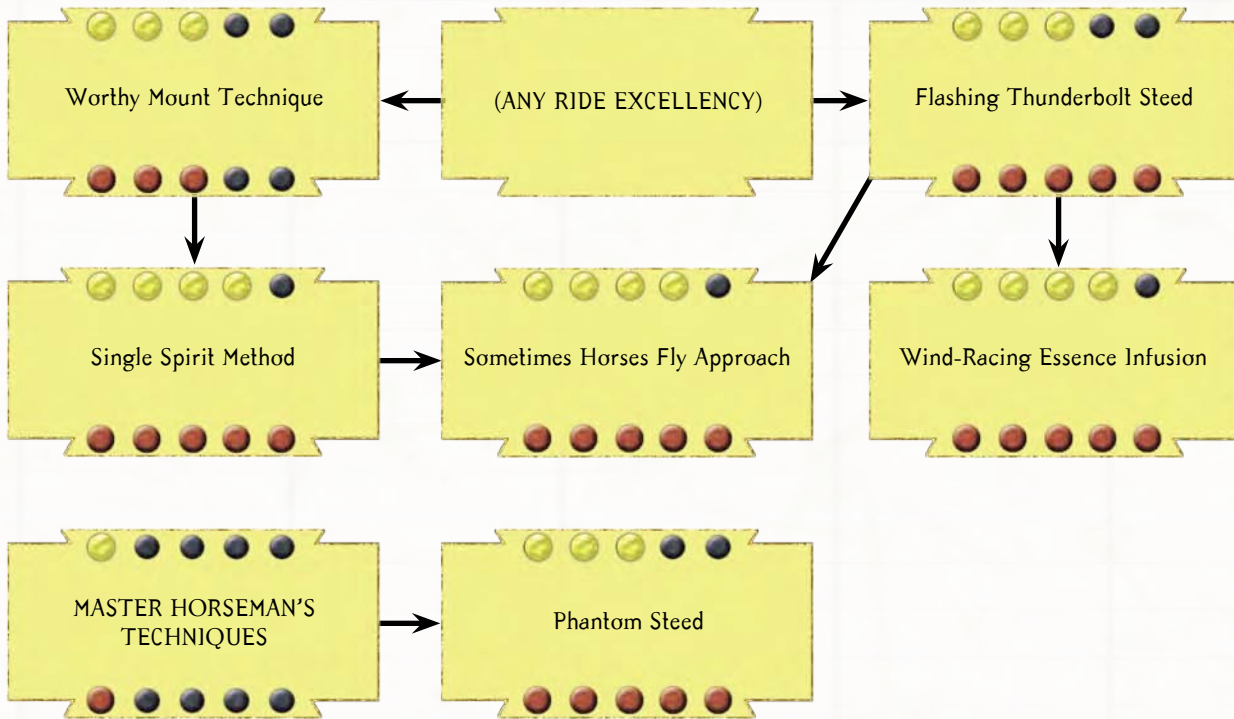 Worthy Mount Technique
(ANY RIDE EXCELLENCY)
Flashing Thunderbolt Steed
Single Spirit Method
Sometimes Horses Fly Approach
Wind-Racing Essence Infusion
MASTER HORSEMAN'S
TECHNIQUES
Phantom Steed